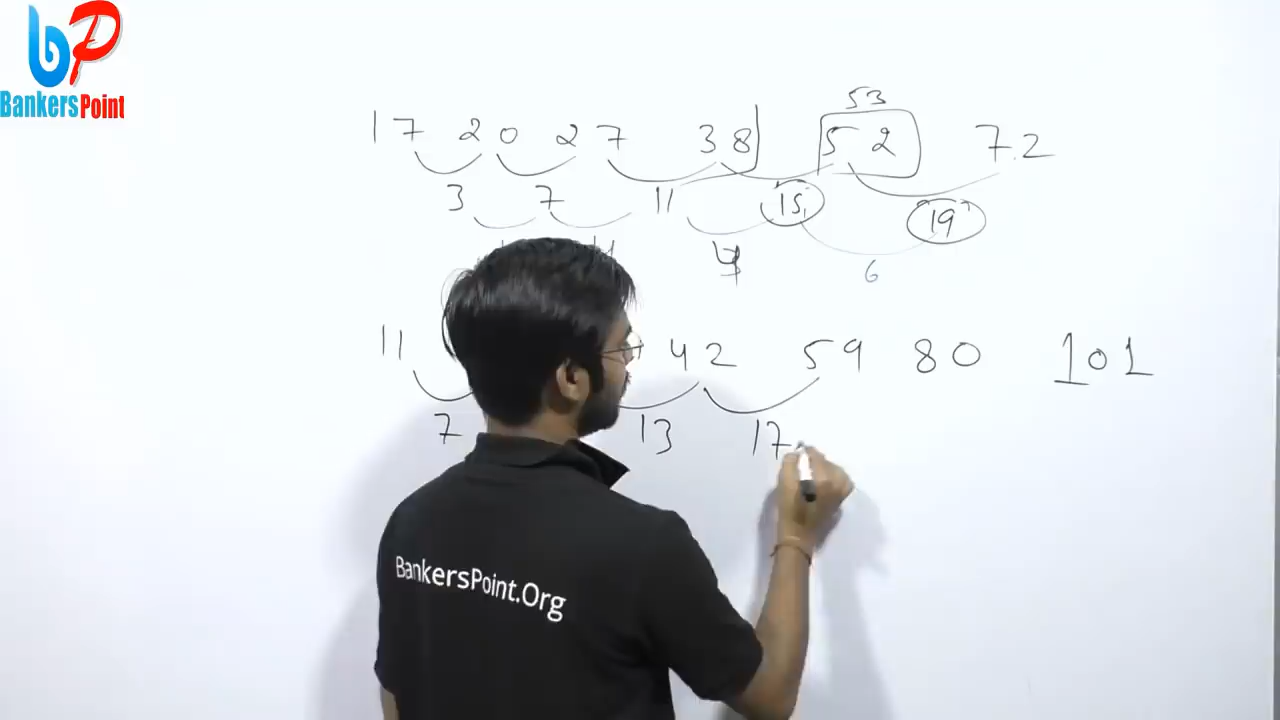 BankersPoint
53
17 20 27 38 52 72
3 7 11 15 19
4 6
11 42 59 80 101
7 13 17
BankersPoint.Org